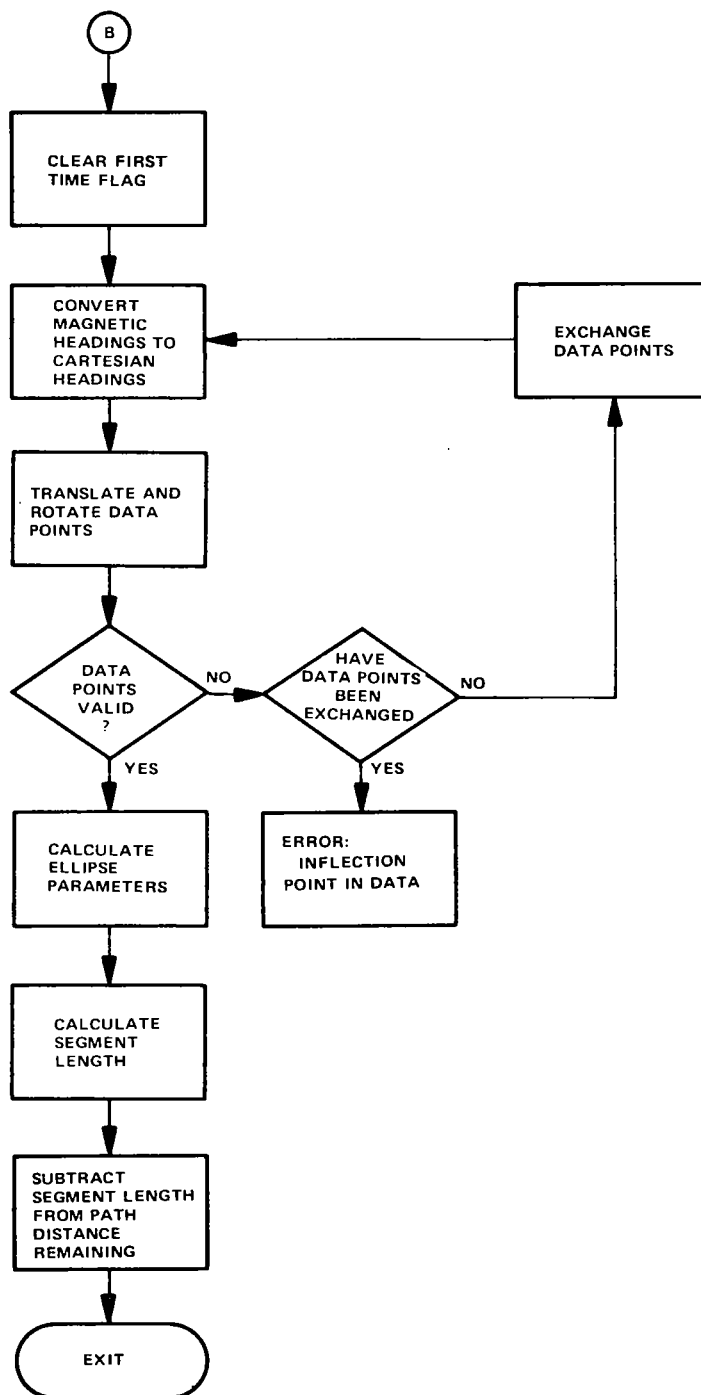 B
CLEAR FIRST
TIME FLAG
CONVERT
MAGNETIC
HEADINGS TO
CARTESIAN
HEADINGS
EXCHANGE
DATA POINTS
TRANSLATE AND
ROTATE DATA
POINTS
DATA
POINTS
VALID
?
NO
HAVE
DATA POINTS
BEEN
EXCHANGED
NO
YES
YES
CALCULATE
ELLIPSE
PARAMETERS
ERROR:
INFLECTION
POINT IN DATA
CALCULATE
SEGMENT
LENGTH
SUBTRACT
SEGMENT LENGTH
FROM PATH
DISTANCE
REMAINING
EXIT